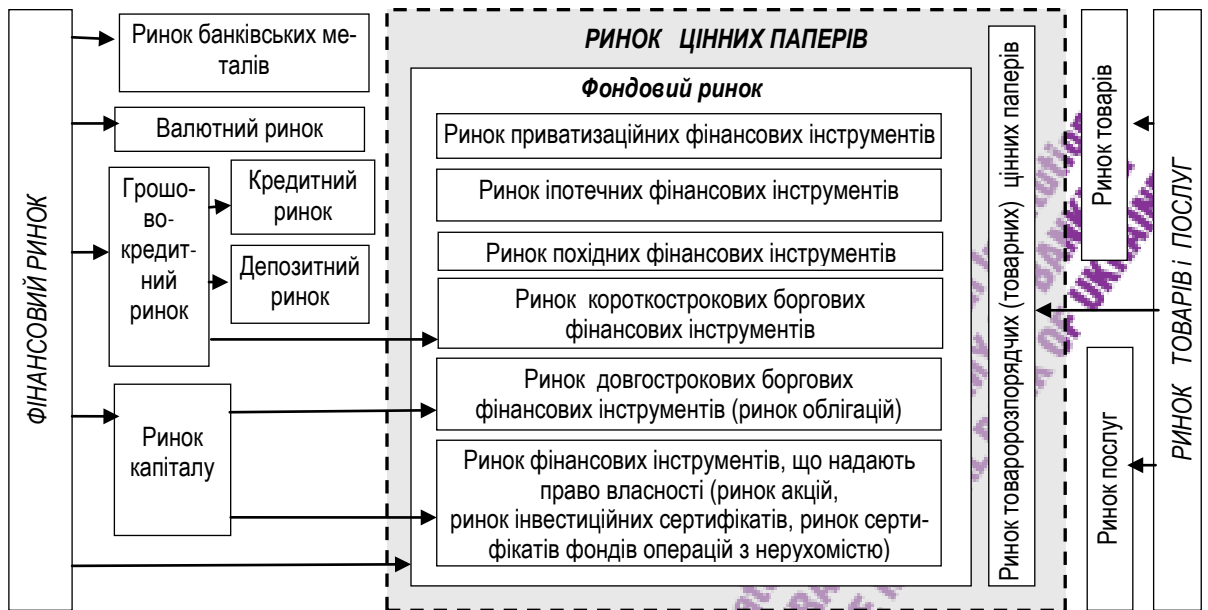 ФІНАНСОВИЙ РИНОК
Ринок банківських ме-
талів
Валютний ринок
Грошо-
во-
кредит-
ний
ринок
Кредитний
ринок
Депозитний
ринок
Ринок
капіталу
РИНОК ЦІННИХ ПАПЕРІВ
Фондовий ринок
Ринок приватизаційних фінансових інструментів
Ринок іпотечних фінансових інструментів
Ринок похідних фінансових інструментів
Ринок короткострокових боргових
фінансових інструментів
Ринок довгострокових боргових
фінансових інструментів (ринок облігацій)
Ринок фінансових інструментів, що надають
право власності (ринок акцій,
ринок інвестиційних сертифікатів, ринок серти-
фікатів фондів операцій з нерухомістю)
Ринок товаророзпорядчих (товарних) цінних паперів
Ринок товарів
Ринок послуг
РИНОК ТОВАРІВ і ПОСЛУГ
OF UKRAINE